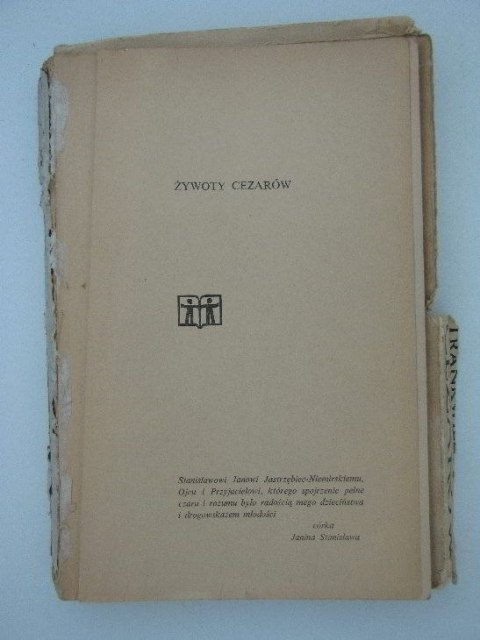 ŻYWOTY CEZARÓW
Stanisławowi Janowi Jastrzębiec-Niemirskiemu,
Ojcu i Przyjacielowi, którego spojrzenie pełne
czaru i rozumu było radością mego dzieciństwa
i drogowskazem młodości
córka
Janina Stanisława